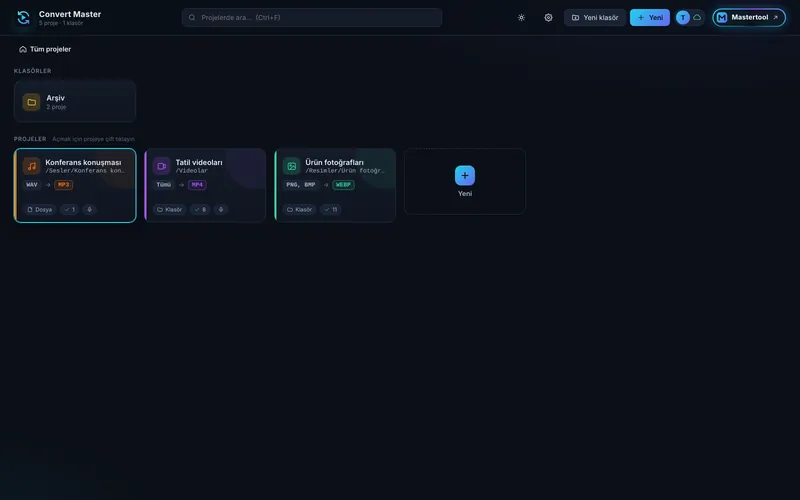 Convert Master
5 proje · 1 klasör
Projelerde ara... (Ctrl+F)
Yeni klasör
Yeni
T
Mastertool
Tüm projeler
KLASÖRLER
Arşiv
2 proje
PROJELER Açmak için projeye çift tıklayın
Konferans konuşması
/Sesler/Konferans kon…
WAV → MP3
Dosya
1
Tatil videoları
/Videolar
Tümü → MP4
Klasör
6
Ürün fotoğrafları
/Resimler/Ürün fotoğr…
PNG, BMP → WEBP
Klasör
11
Yeni